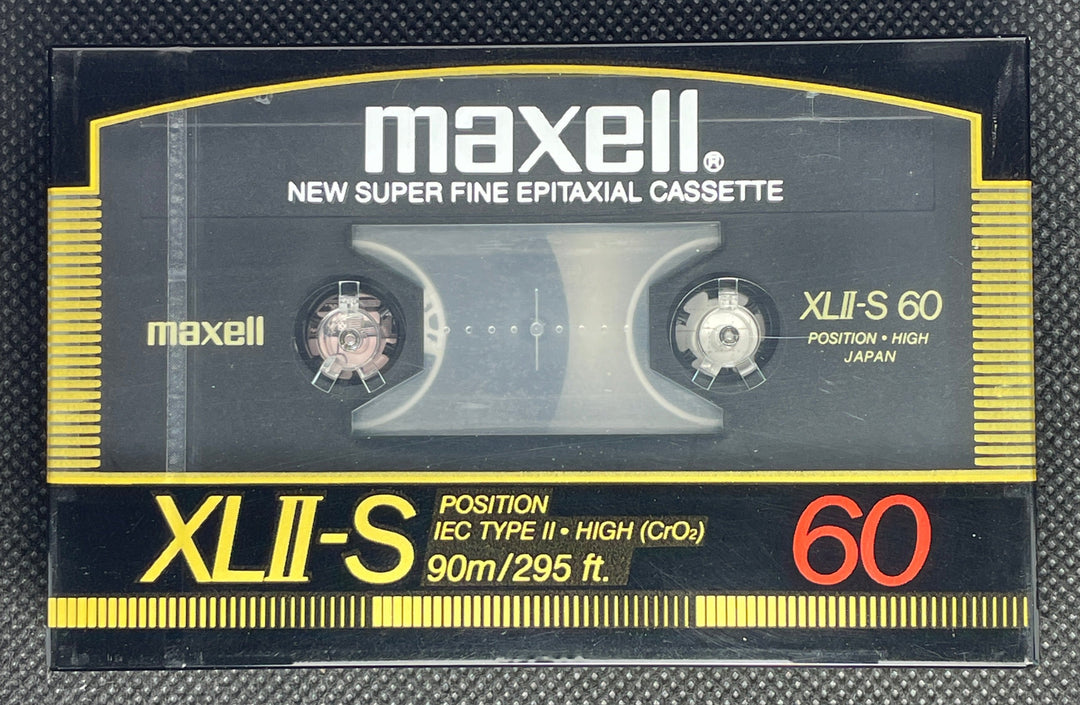 maxell®
NEW SUPER FINE EPITAXIAL CASSETTE
maxell
XLII-S 60
POSITION • HIGH
JAPAN
XLII-S
POSITION
IEC TYPE II • HIGH (CrO₂)
90m/295 ft.
60